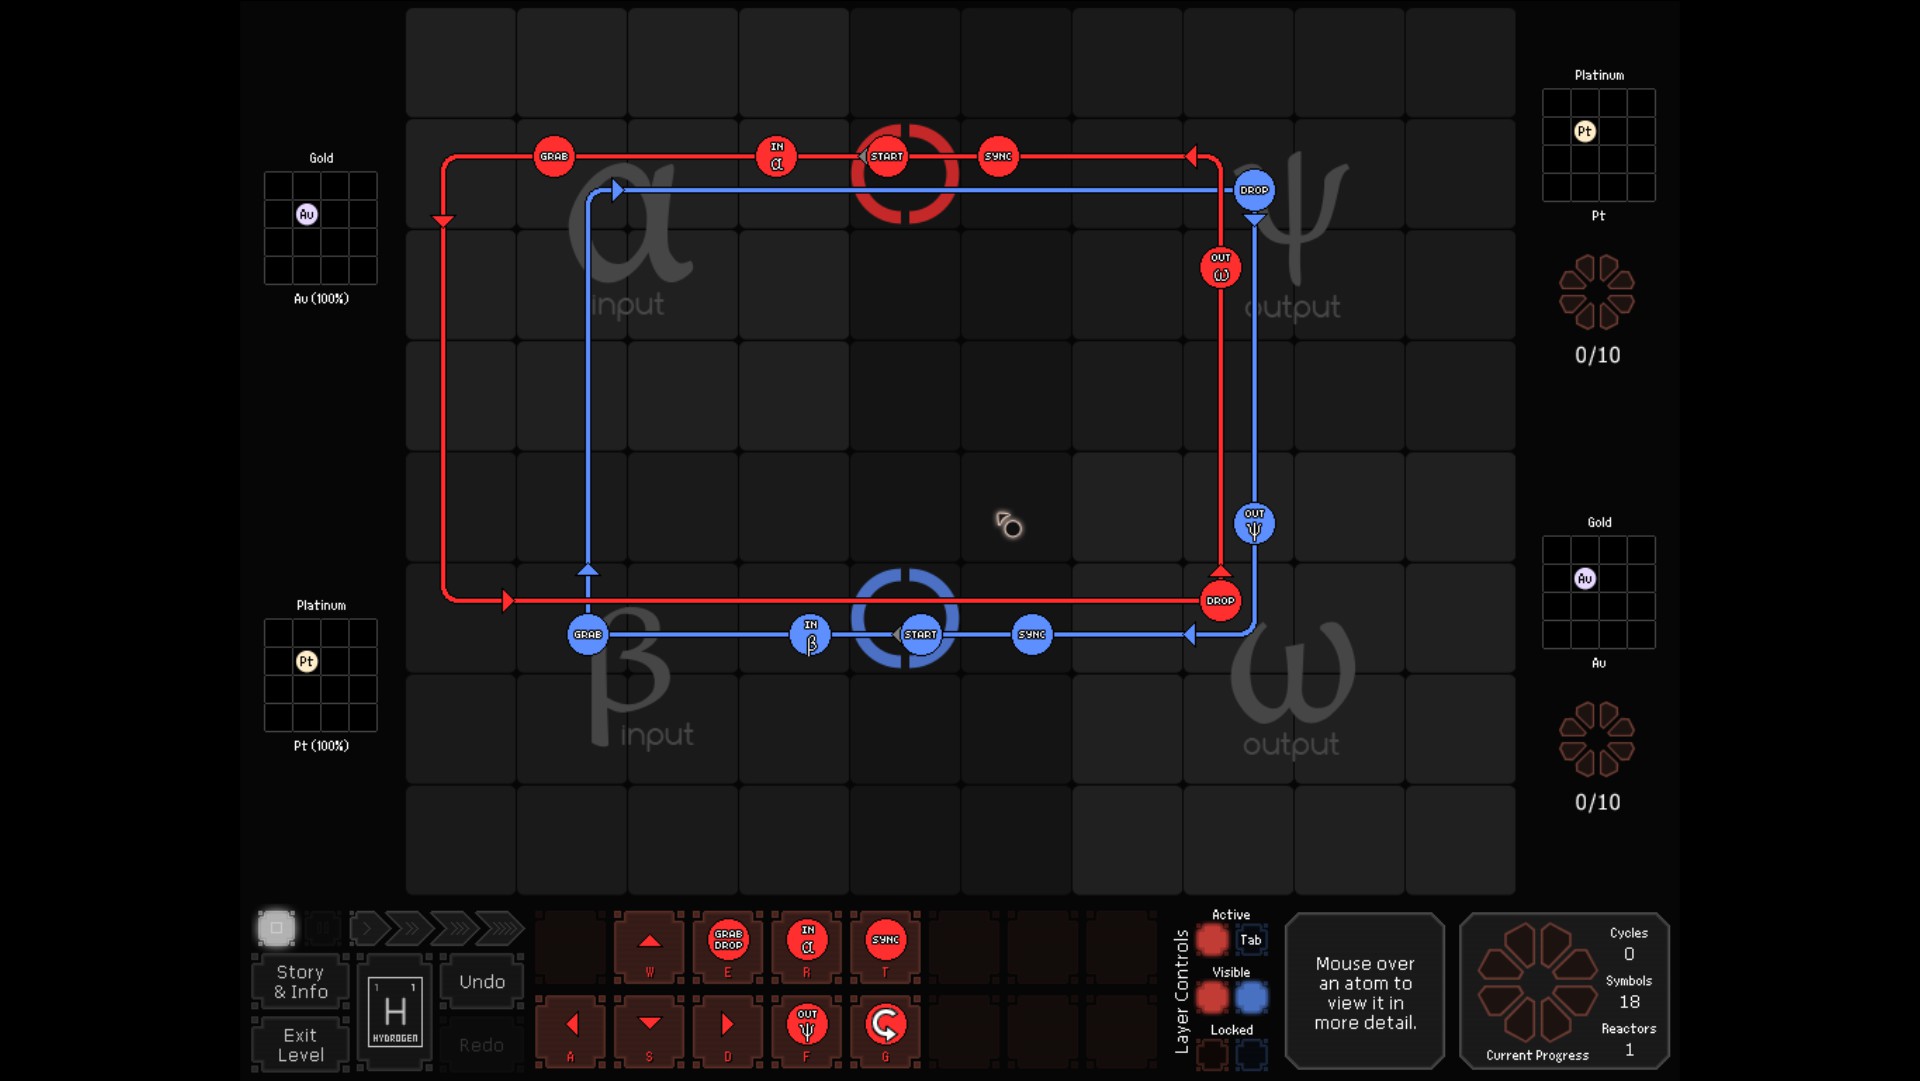 Gold
Au
Au (100%)
Platinum
Pt
Pt (100%)
GRAB
IN
α
START
SYNC
DROP
OUT
ω
α
input
ψ
output
OUT
ψ
DROP
GRAB
IN
β
START
SYNC
β
input
ω
output
Platinum
Pt
Pt
0/10
Gold
Au
Au
0/10
Story
& Info
Exit
Level
1 1
H
HYDROGEN
Undo
Redo
W
GRAB
DROP
E
IN
α
R
SYNC
T
A
S
D
OUT
ψ
F
G
Layer Controls
Active
Tab
Visible
Locked
Mouse over
an atom to
view it in
more detail.
Current Progress
Cycles
0
Symbols
18
Reactors
1